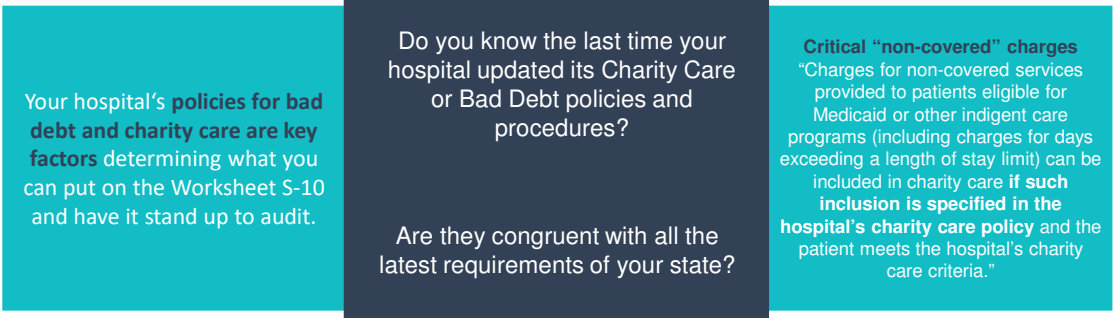 Your hospital‘s policies for bad
debt and charity care are key
factors determining what you
can put on the Worksheet S-10
and have it stand up to audit.
Do you know the last time your
hospital updated its Charity Care
or Bad Debt policies and
procedures?
Are they congruent with all the
latest requirements of your state?
Critical “non-covered” charges
“Charges for non-covered services
provided to patients eligible for
Medicaid or other indigent care
programs (including charges for days
exceeding a length of stay limit) can be
included in charity care if such
inclusion is specified in the
hospital’s charity care policy and the
patient meets the hospital’s charity
care criteria.”